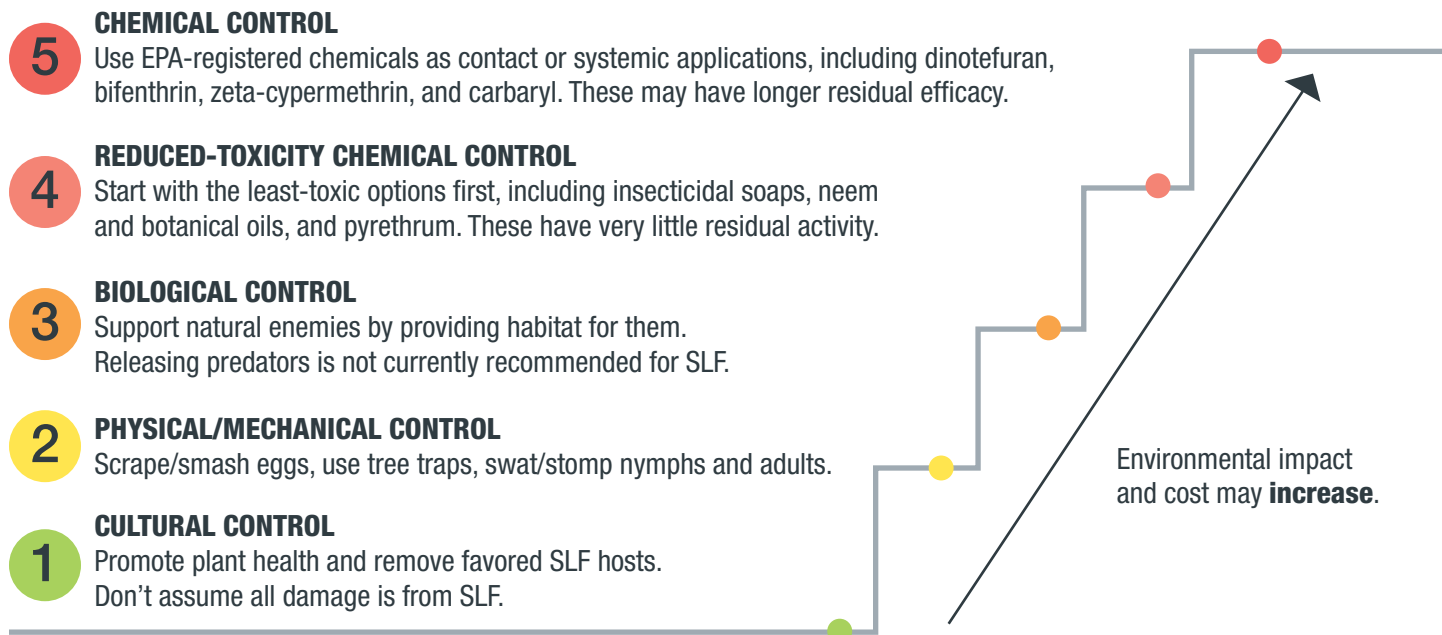 5
CHEMICAL CONTROL
Use EPA-registered chemicals as contact or systemic applications, including dinotefuran,
bifenthrin, zeta-cypermethrin, and carbaryl. These may have longer residual efficacy.
4
REDUCED-TOXICITY CHEMICAL CONTROL
Start with the least-toxic options first, including insecticidal soaps, neem
and botanical oils, and pyrethrum. These have very little residual activity.
3
BIOLOGICAL CONTROL
Support natural enemies by providing habitat for them.
Releasing predators is not currently recommended for SLF.
2
PHYSICAL/MECHANICAL CONTROL
Scrape/smash eggs, use tree traps, swat/stomp nymphs and adults.
1
CULTURAL CONTROL
Promote plant health and remove favored SLF hosts.
Don’t assume all damage is from SLF.
Environmental impact
and cost may increase.